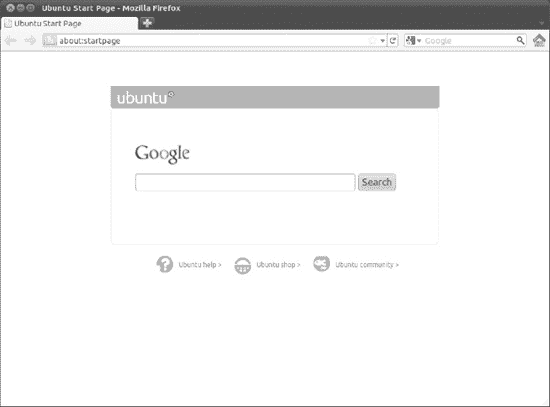 Ubuntu Start Page - Mozilla Firefox
Ubuntu Start Page
about:startpage
Google
ubuntu
Google
Search
Ubuntu help >
Ubuntu shop >
Ubuntu community >